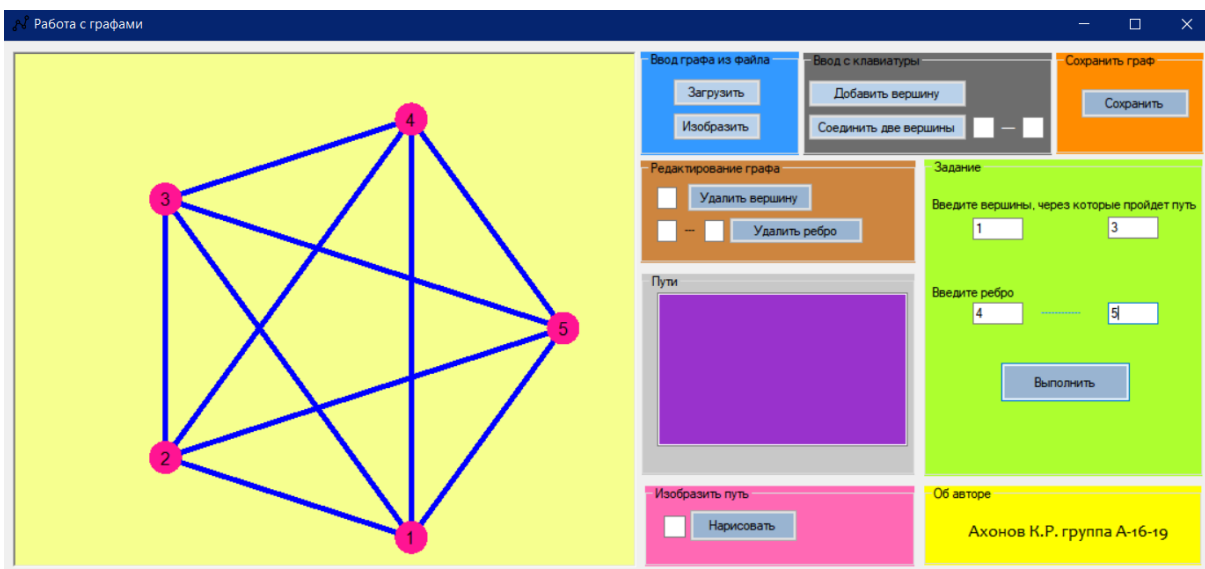 Работа с графами
4
3
5
2
1
Ввод графа из файла
Загрузить
Изобразить
Ввод с клавиатуры
Добавить вершину
Соединить две вершины —
Сохранить граф
Сохранить
Редактирование графа
Удалить вершину
--- Удалить ребро
Пути
Изобразить путь
Нарисовать
Задание
Введите вершины, через которые пройдет путь
1 3
Введите ребро
4 ----------- 5
Выполнить
Об авторе
Ахонов К.Р. группа А-16-19